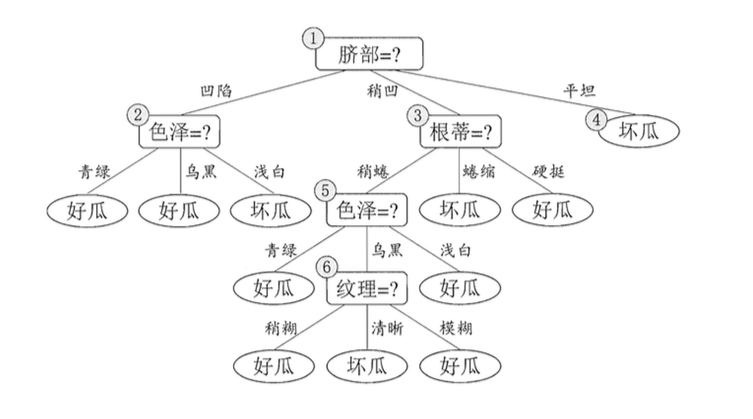 ①
脐部=?
凹陷 稍凹 平坦
② ③ ④
色泽=? 根蒂=? 坏瓜
青绿 乌黑 浅白 稍蜷 蜷缩 硬挺
⑤
好瓜 好瓜 坏瓜 色泽=? 坏瓜 好瓜
青绿 乌黑 浅白
⑥
好瓜 纹理=? 好瓜
稍糊 清晰 模糊
好瓜 坏瓜 好瓜